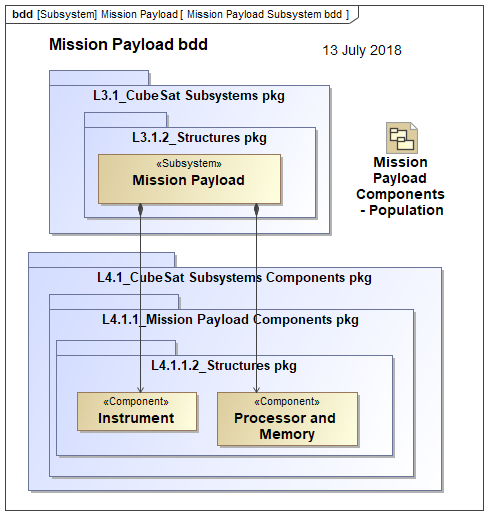 bdd [Subsystem] Mission Payload [ Mission Payload Subsystem bdd ]
Mission Payload bdd
13 July 2018
L3.1_CubeSat Subsystems pkg
L3.1.2_Structures pkg
«Subsystem»
Mission Payload
Mission
Payload
Components
- Population
L4.1_CubeSat Subsystems Components pkg
L4.1.1_Mission Payload Components pkg
L4.1.1.2_Structures pkg
«Component»
Instrument
«Component»
Processor and
Memory